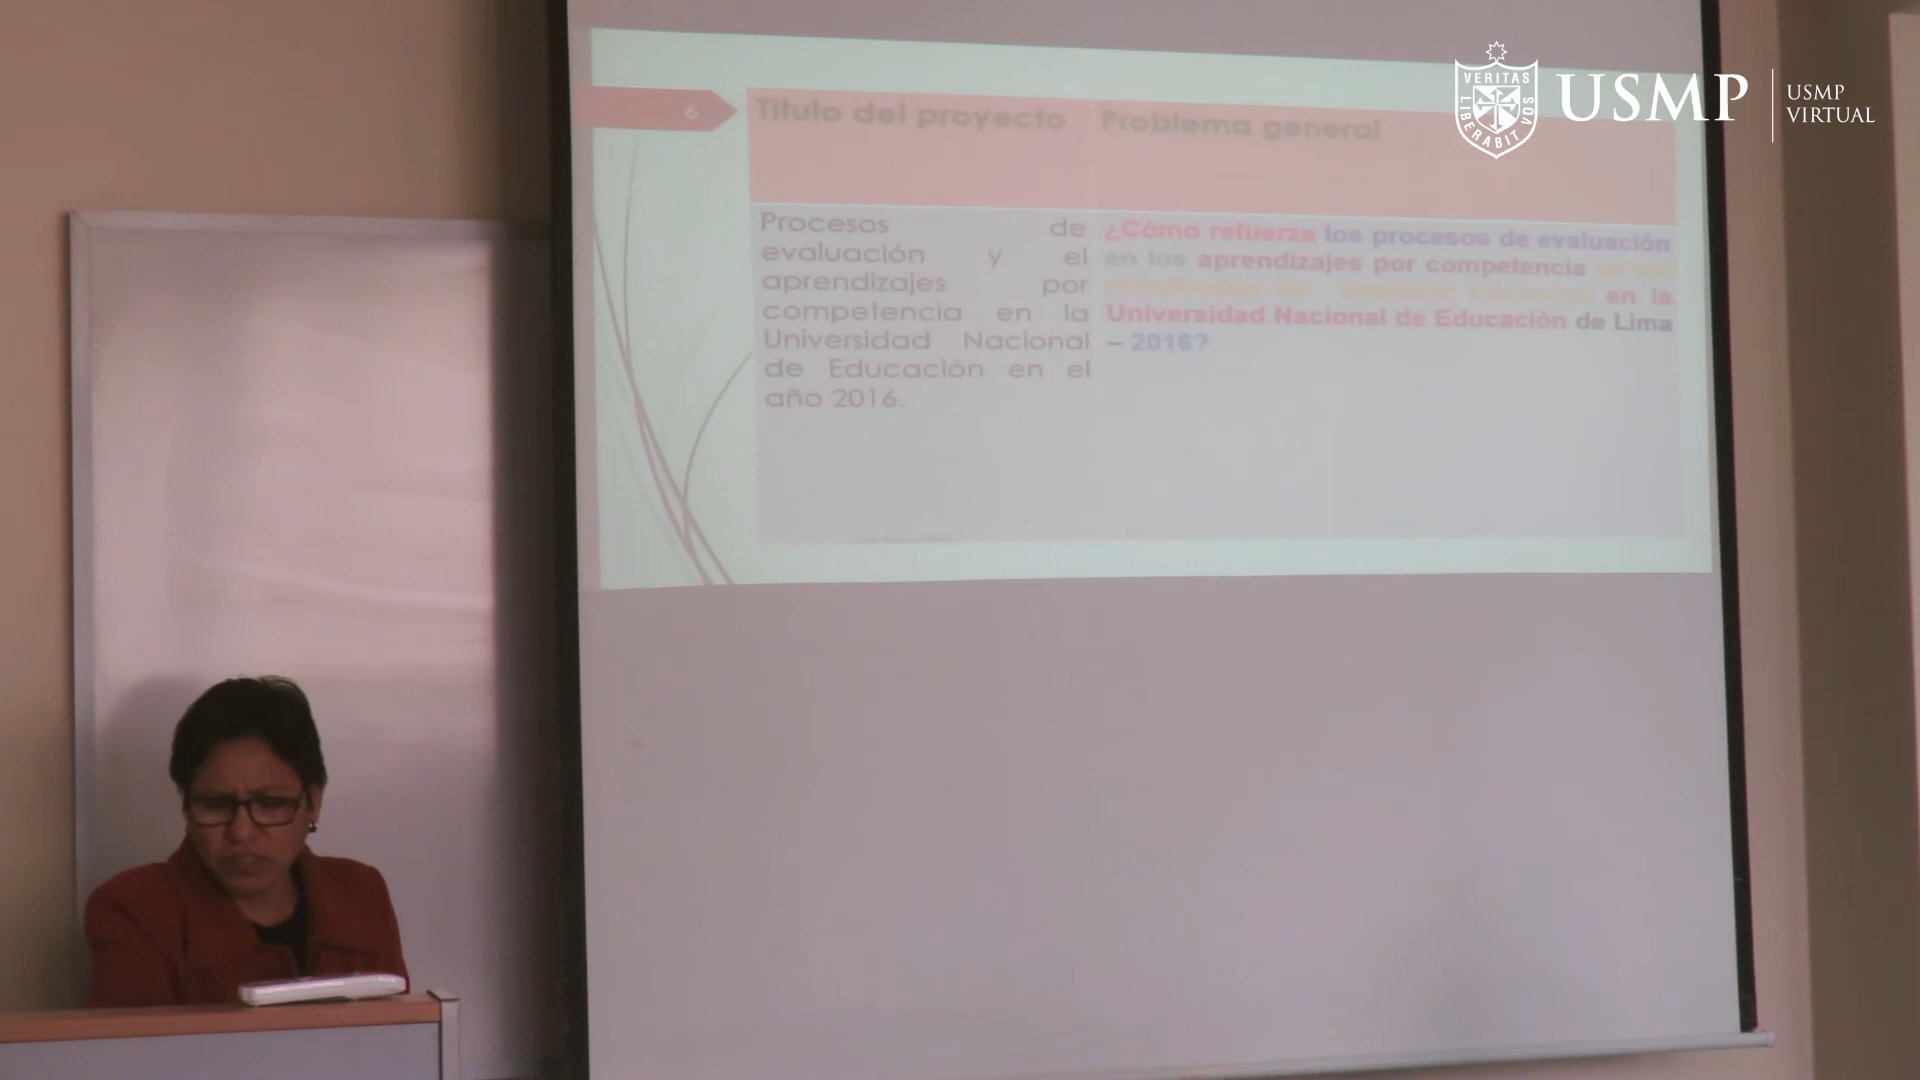 6
Título del proyecto
Problema general
Procesos de
evaluación y el
aprendizajes por
competencia en la
Universidad Nacional
de Educación en el
año 2016.
¿Cómo refuerza los procesos de evaluación
en los aprendizajes por competencia
en la
Universidad Nacional de Educación de Lima
– 2016?
VERITAS
LIBERABIT VOS
USMP
USMP
VIRTUAL